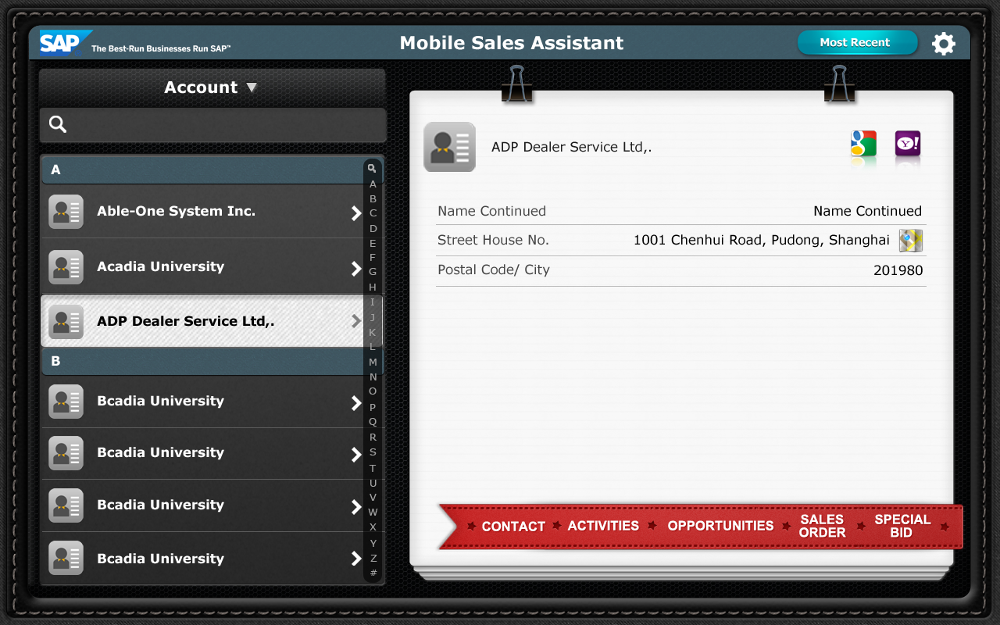 SAP The Best-Run Businesses Run SAP™
Mobile Sales Assistant
Most Recent
Account
A
Able-One System Inc.
Acadia University
ADP Dealer Service Ltd,.
B
Bcadia University
Bcadia University
Bcadia University
Bcadia University
A
B
C
D
E
F
G
H
I
J
K
L
M
N
O
P
Q
R
S
T
U
V
W
X
Y
Z
#
ADP Dealer Service Ltd,.
Y!
Name Continued Name Continued
Street House No. 1001 Chenhui Road, Pudong, Shanghai
Postal Code/ City 201980
CONTACT
ACTIVITIES
OPPORTUNITIES
SALES
ORDER
SPECIAL
BID